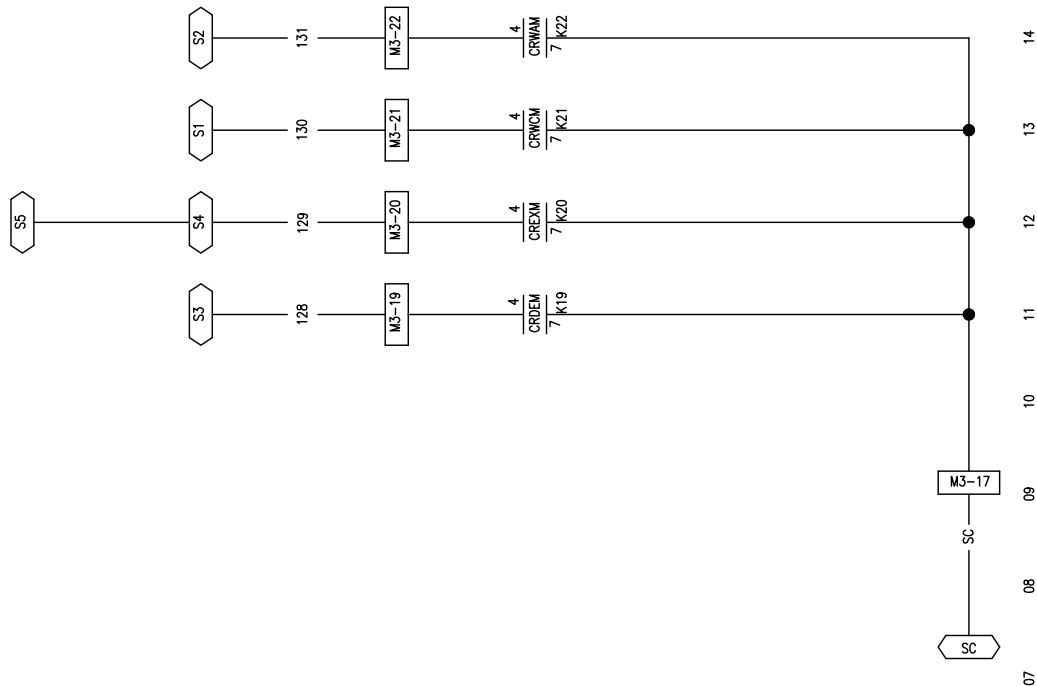 S2
131
M3-22
4
CRWAM
7
K22
14
S1
130
M3-21
4
CRWCM
7
K21
13
S5
S4
129
M3-20
4
CREXM
7
K20
12
S3
128
M3-19
4
CRDEM
7
K19
11
10
M3-17
09
SC
08
SC
07